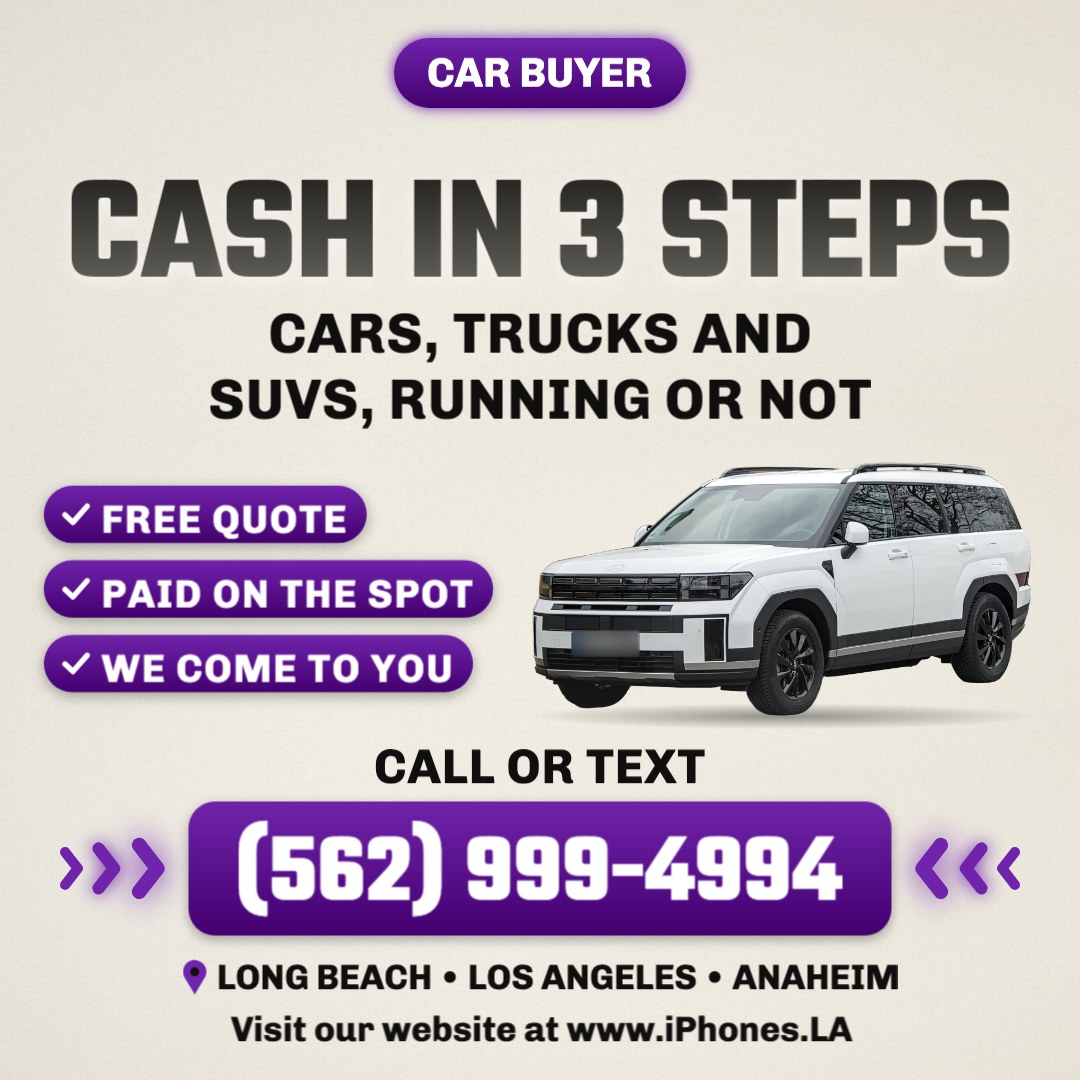 CAR BUYER
CASH IN 3 STEPS
CARS, TRUCKS AND
SUVS, RUNNING OR NOT
FREE QUOTE
PAID ON THE SPOT
WE COME TO YOU
CALL OR TEXT
(562) 999-4994
LONG BEACH • LOS ANGELES • ANAHEIM
Visit our website at www.iPhones.LA